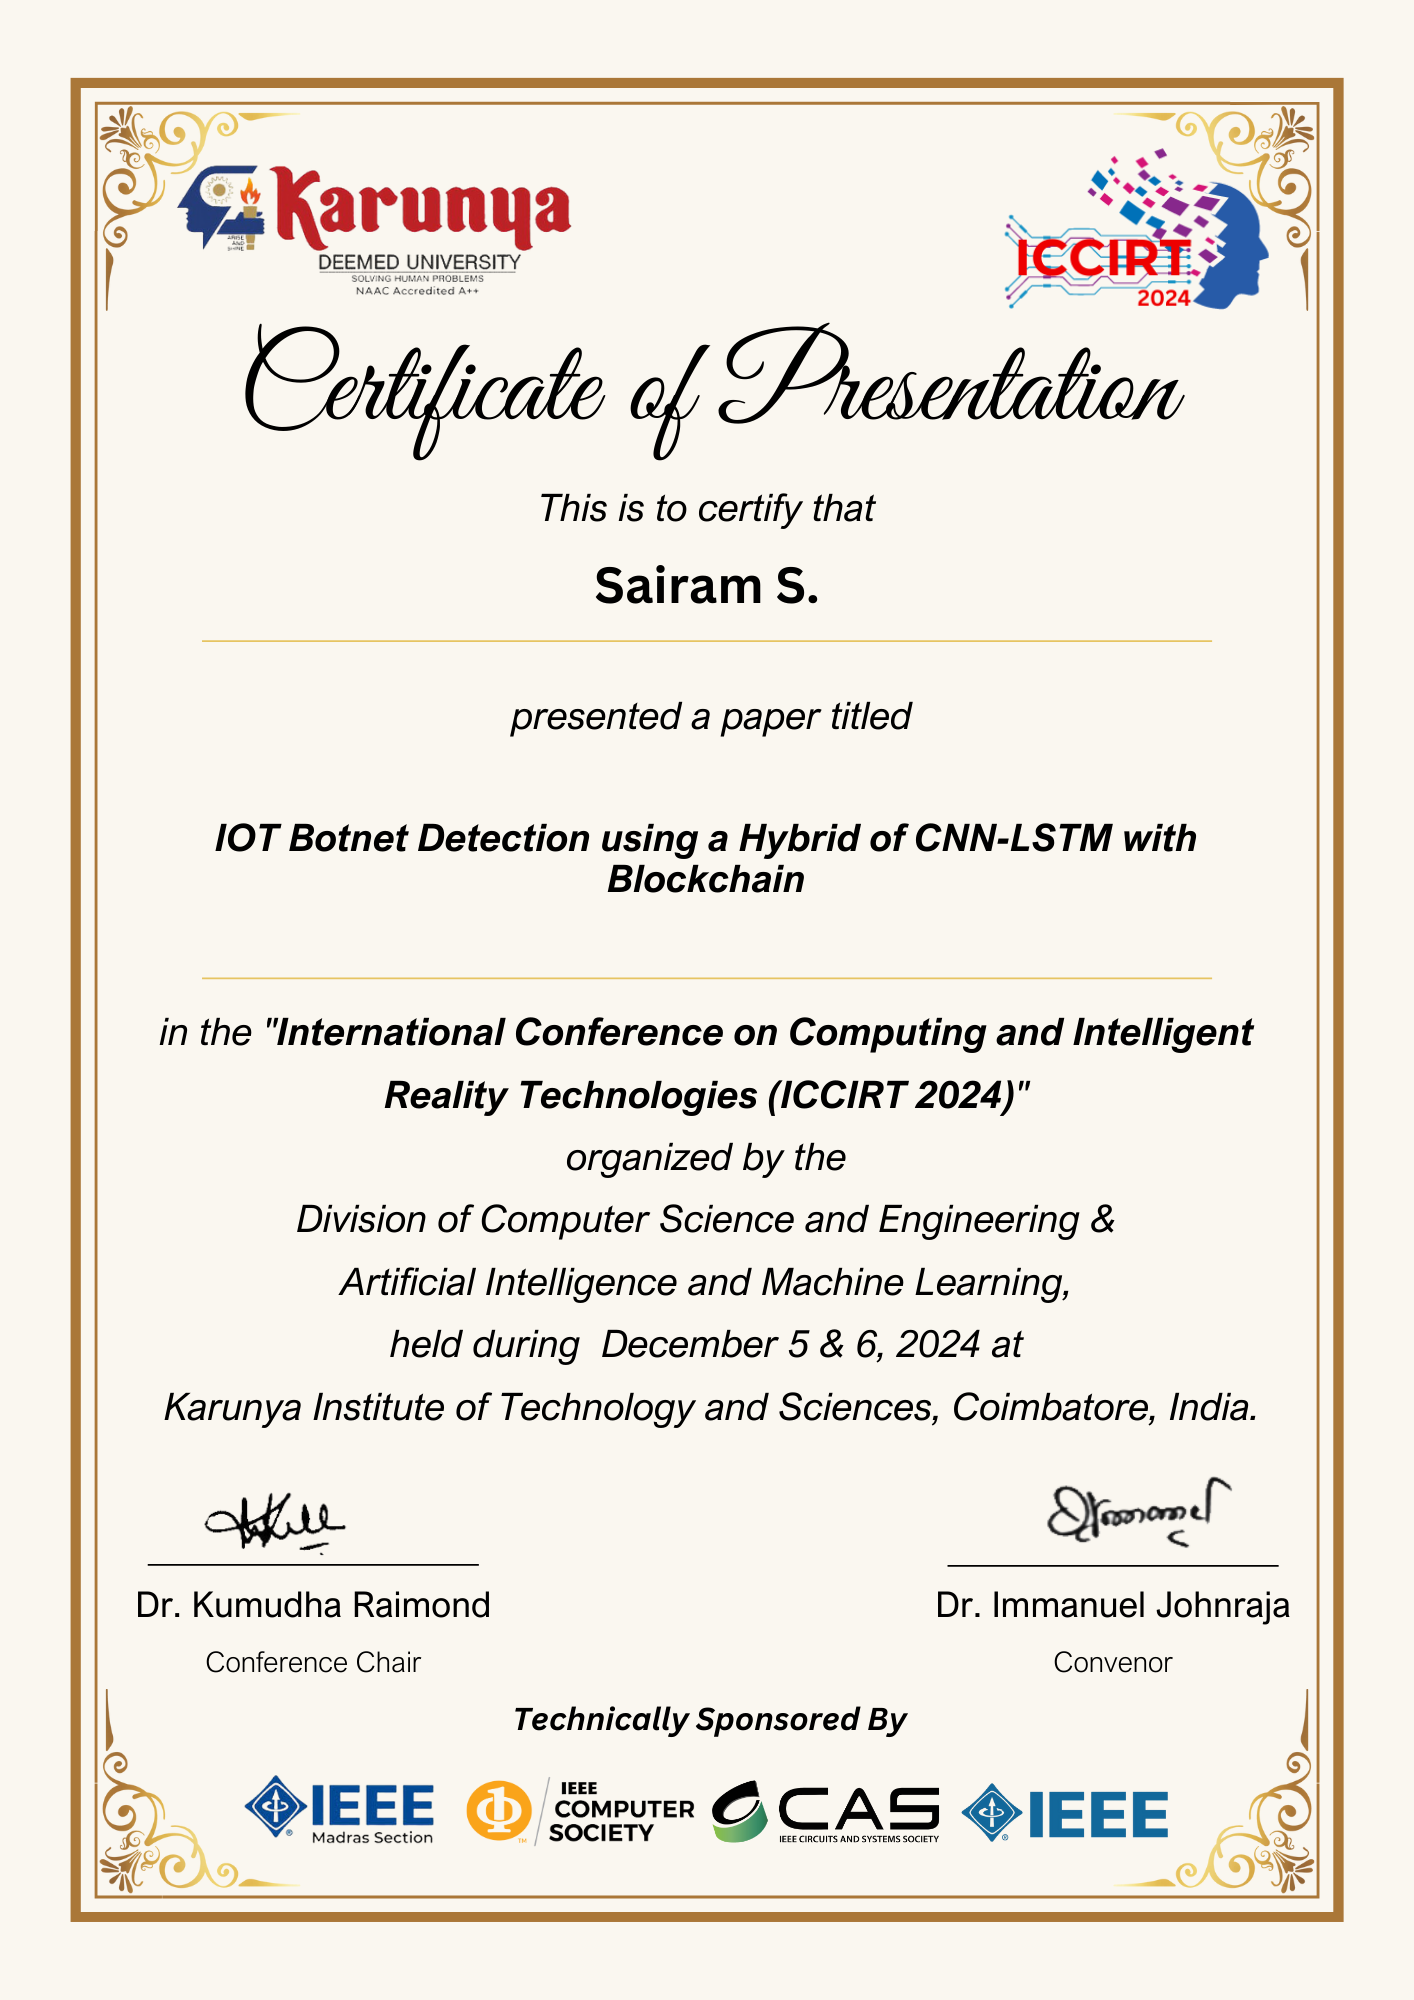 Karunya
ARISE
AND
SHINE
DEEMED UNIVERSITY
SOLVING HUMAN PROBLEMS
NAAC Accredited A++
ICCIRT
2024
Certificate of Presentation
This is to certify that
Sairam S.
presented a paper titled
IOT Botnet Detection using a Hybrid of CNN-LSTM with
Blockchain
in the "International Conference on Computing and Intelligent
Reality Technologies (ICCIRT 2024)"
organized by the
Division of Computer Science and Engineering &
Artificial Intelligence and Machine Learning,
held during  December 5 & 6, 2024 at
Karunya Institute of Technology and Sciences, Coimbatore, India.
Dr. Kumudha Raimond
Dr. Immanuel Johnraja
Conference Chair
Convenor
Technically Sponsored By
IEEE
Madras Section
IEEE
COMPUTER
SOCIETY
TM
CAS
IEEE CIRCUITS AND SYSTEMS SOCIETY
IEEE